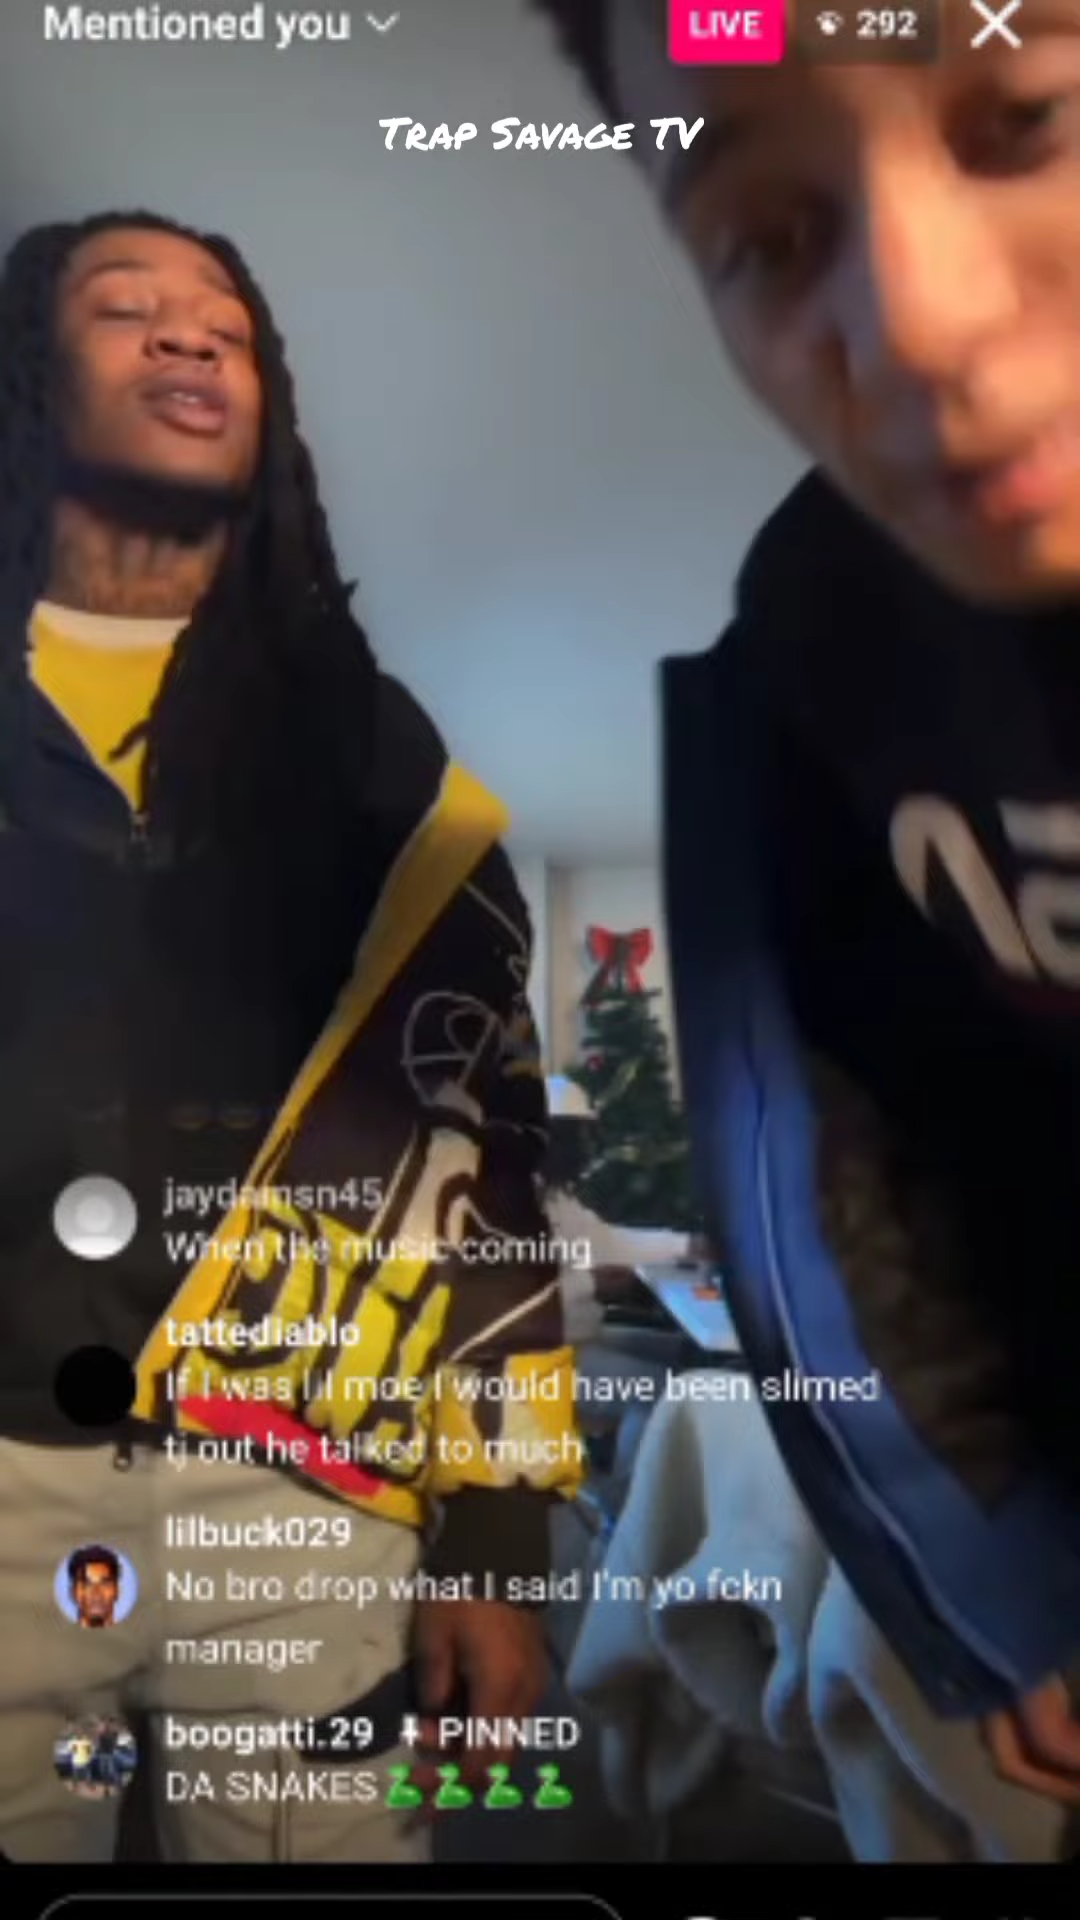 Mentioned you
LIVE
292
TRAP SAVAGE TV
jaydamsn45
When the music coming
tattediablo
If I was lil moe I would have been slimed
tj out he talked to much
lilbuck029
No bro drop what I said I'm yo fckn
manager
boogatti.29 PINNED
DA SNAKES🐍🐍🐍🐍